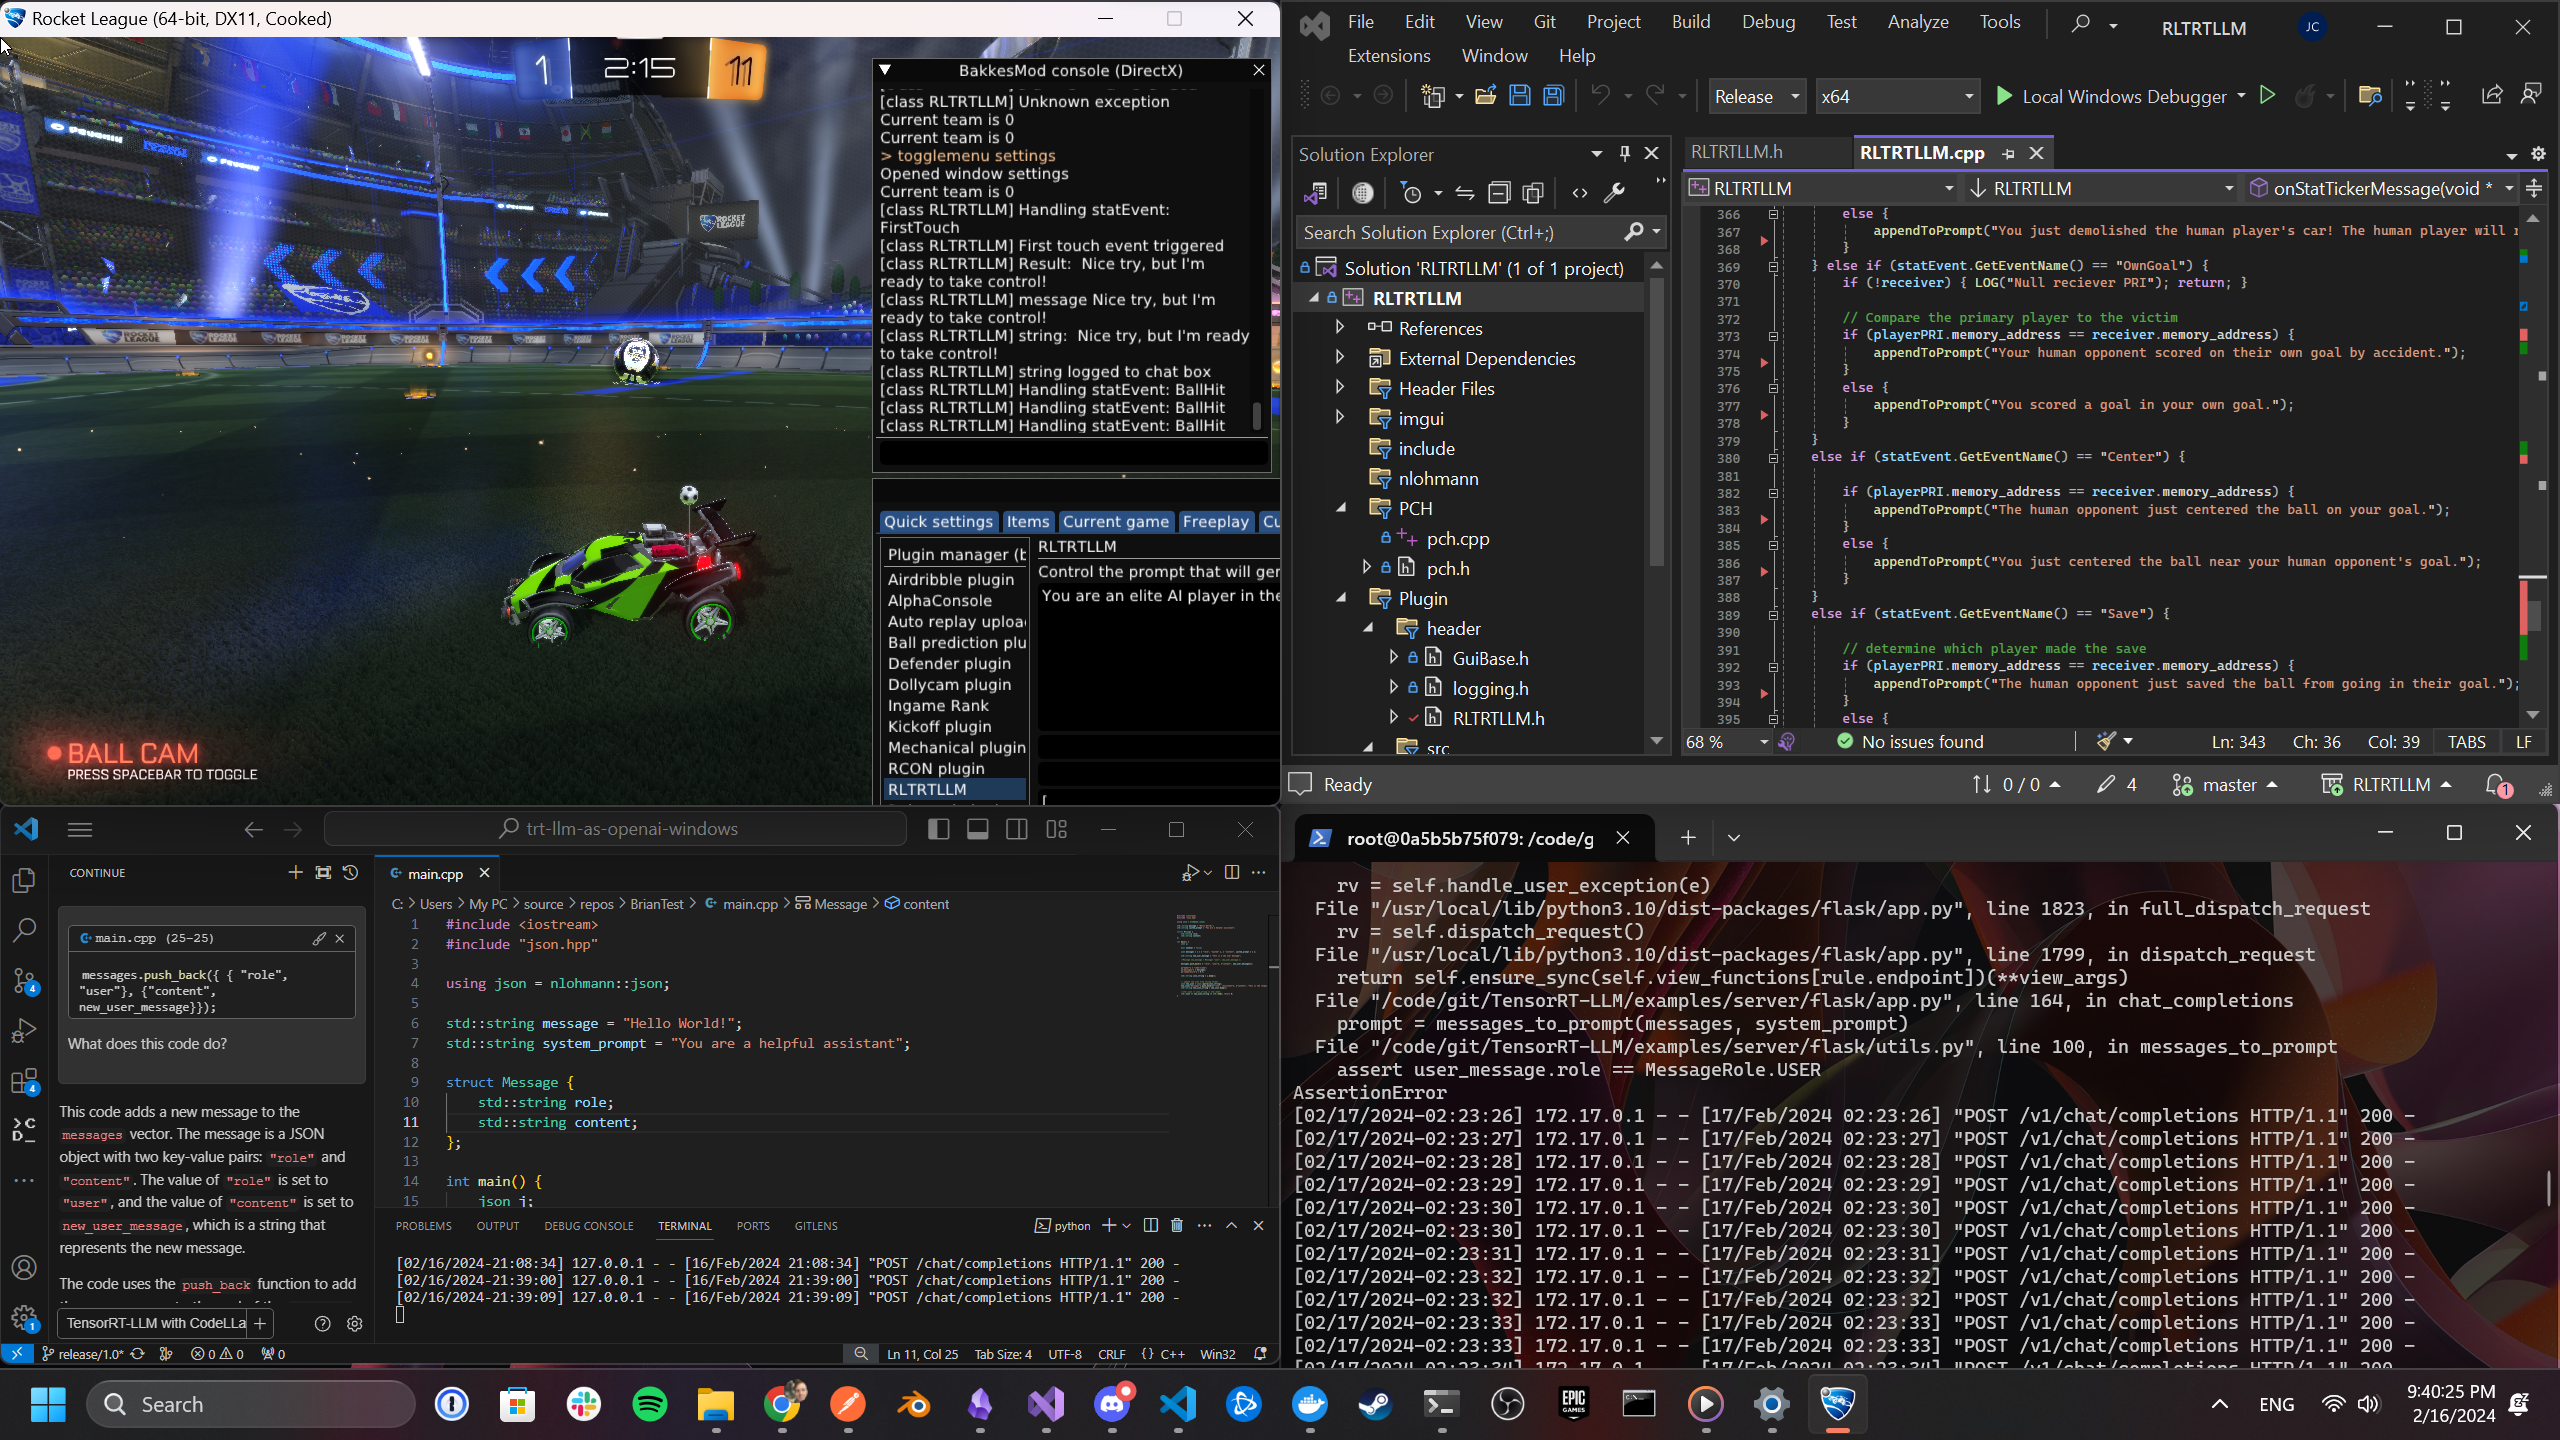 Rocket League (64-bit, DX11, Cooked)
1 2:15 11
ROCKET LEAGUE
BALL CAM
PRESS SPACEBAR TO TOGGLE
BakkesMod console (DirectX)
[class RLTRTLLM] Unknown exception
Current team is 0
Current team is 0
> togglemenu settings
Opened window settings
Current team is 0
[class RLTRTLLM] Handling statEvent:
FirstTouch
[class RLTRTLLM] First touch event triggered
[class RLTRTLLM] Result:  Nice try, but I'm
ready to take control!
[class RLTRTLLM] message Nice try, but I'm
ready to take control!
[class RLTRTLLM] string:  Nice try, but I'm ready
to take control!
[class RLTRTLLM] string logged to chat box
[class RLTRTLLM] Handling statEvent: BallHit
[class RLTRTLLM] Handling statEvent: BallHit
[class RLTRTLLM] Handling statEvent: BallHit
Quick settings Items Current game Freeplay Cu
Plugin manager (b
Airdribble plugin
AlphaConsole
Auto replay uploa
Ball prediction plu
Defender plugin
Dollycam plugin
Ingame Rank
Kickoff plugin
Mechanical plugin
RCON plugin
RLTRTLLM
RLTRTLLM
Control the prompt that will ger
You are an elite AI player in the
[
File Edit View Git Project Build Debug Test Analyze Tools
Extensions Window Help
RLTRTLLM JC
Release x64 Local Windows Debugger
Solution Explorer
Search Solution Explorer (Ctrl+;)
Solution 'RLTRTLLM' (1 of 1 project)
RLTRTLLM
References
External Dependencies
Header Files
imgui
include
nlohmann
PCH
pch.cpp
pch.h
Plugin
header
GuiBase.h
logging.h
RLTRTLLM.h
src
RLTRTLLM.h RLTRTLLM.cpp
RLTRTLLM RLTRTLLM onStatTickerMessage(void *
366 else {
367 appendToPrompt("You just demolished the human player's car! The human player will r
368 }
369 } else if (statEvent.GetEventName() == "OwnGoal") {
370 if (!receiver) { LOG("Null reciever PRI"); return; }
371
372 // Compare the primary player to the victim
373 if (playerPRI.memory_address == receiver.memory_address) {
374 appendToPrompt("Your human opponent scored on their own goal by accident.");
375 }
376 else {
377 appendToPrompt("You scored a goal in your own goal.");
378 }
379 }
380 else if (statEvent.GetEventName() == "Center") {
381
382 if (playerPRI.memory_address == receiver.memory_address) {
383 appendToPrompt("The human opponent just centered the ball on your goal.");
384 }
385 else {
386 appendToPrompt("You just centered the ball near your human opponent's goal.");
387 }
388 }
389 else if (statEvent.GetEventName() == "Save") {
390
391 // determine which player made the save
392 if (playerPRI.memory_address == receiver.memory_address) {
393 appendToPrompt("The human opponent just saved the ball from going in their goal.");
394 }
395 else {
68 % No issues found Ln: 343 Ch: 36 Col: 39 TABS LF
Ready 0 / 0 4 master RLTRTLLM 1
trt-llm-as-openai-windows
CONTINUE
main.cpp (25-25)
messages.push_back({ { "role",
"user"}, {"content",
new_user_message}});
What does this code do?
This code adds a new message to the
messages vector. The message is a JSON
object with two key-value pairs: "role" and
"content". The value of "role" is set to
"user", and the value of "content" is set to
new_user_message, which is a string that
represents the new message.
The code uses the push_back function to add
TensorRT-LLM with CodeLLa
4
4
1
main.cpp
C: > Users > My PC > source > repos > BrianTest > main.cpp > Message > content
1 #include <iostream>
2 #include "json.hpp"
3
4 using json = nlohmann::json;
5
6 std::string message = "Hello World!";
7 std::string system_prompt = "You are a helpful assistant";
8
9 struct Message {
10 std::string role;
11 std::string content;
12 };
13
14 int main() {
15 json j;
PROBLEMS OUTPUT DEBUG CONSOLE TERMINAL PORTS GITLENS python
[02/16/2024-21:08:34] 127.0.0.1 - - [16/Feb/2024 21:08:34] "POST /chat/completions HTTP/1.1" 200 -
[02/16/2024-21:39:00] 127.0.0.1 - - [16/Feb/2024 21:39:00] "POST /chat/completions HTTP/1.1" 200 -
[02/16/2024-21:39:09] 127.0.0.1 - - [16/Feb/2024 21:39:09] "POST /chat/completions HTTP/1.1" 200 -
release/1.0* 0 0 0 Ln 11, Col 25 Tab Size: 4 UTF-8 CRLF {} C++ Win32
root@0a5b5b75f079: /code/g
rv = self.handle_user_exception(e)
File "/usr/local/lib/python3.10/dist-packages/flask/app.py", line 1823, in full_dispatch_request
rv = self.dispatch_request()
File "/usr/local/lib/python3.10/dist-packages/flask/app.py", line 1799, in dispatch_request
return self.ensure_sync(self.view_functions[rule.endpoint])(**view_args)
File "/code/git/TensorRT-LLM/examples/server/flask/app.py", line 164, in chat_completions
prompt = messages_to_prompt(messages, system_prompt)
File "/code/git/TensorRT-LLM/examples/server/flask/utils.py", line 100, in messages_to_prompt
assert user_message.role == MessageRole.USER
AssertionError
[02/17/2024-02:23:26] 172.17.0.1 - - [17/Feb/2024 02:23:26] "POST /v1/chat/completions HTTP/1.1" 200 -
[02/17/2024-02:23:27] 172.17.0.1 - - [17/Feb/2024 02:23:27] "POST /v1/chat/completions HTTP/1.1" 200 -
[02/17/2024-02:23:28] 172.17.0.1 - - [17/Feb/2024 02:23:28] "POST /v1/chat/completions HTTP/1.1" 200 -
[02/17/2024-02:23:29] 172.17.0.1 - - [17/Feb/2024 02:23:29] "POST /v1/chat/completions HTTP/1.1" 200 -
[02/17/2024-02:23:30] 172.17.0.1 - - [17/Feb/2024 02:23:30] "POST /v1/chat/completions HTTP/1.1" 200 -
[02/17/2024-02:23:30] 172.17.0.1 - - [17/Feb/2024 02:23:30] "POST /v1/chat/completions HTTP/1.1" 200 -
[02/17/2024-02:23:31] 172.17.0.1 - - [17/Feb/2024 02:23:31] "POST /v1/chat/completions HTTP/1.1" 200 -
[02/17/2024-02:23:32] 172.17.0.1 - - [17/Feb/2024 02:23:32] "POST /v1/chat/completions HTTP/1.1" 200 -
[02/17/2024-02:23:32] 172.17.0.1 - - [17/Feb/2024 02:23:32] "POST /v1/chat/completions HTTP/1.1" 200 -
[02/17/2024-02:23:33] 172.17.0.1 - - [17/Feb/2024 02:23:33] "POST /v1/chat/completions HTTP/1.1" 200 -
[02/17/2024-02:23:33] 172.17.0.1 - - [17/Feb/2024 02:23:33] "POST /v1/chat/completions HTTP/1.1" 200 -
[02/17/2024-02:23:34] 172.17.0.1 - - [17/Feb/2024 02:23:34] "POST /v1/chat/completions HTTP/1.1" 200 -
Search
EPIC GAMES
ENG
9:40:25 PM
2/16/2024